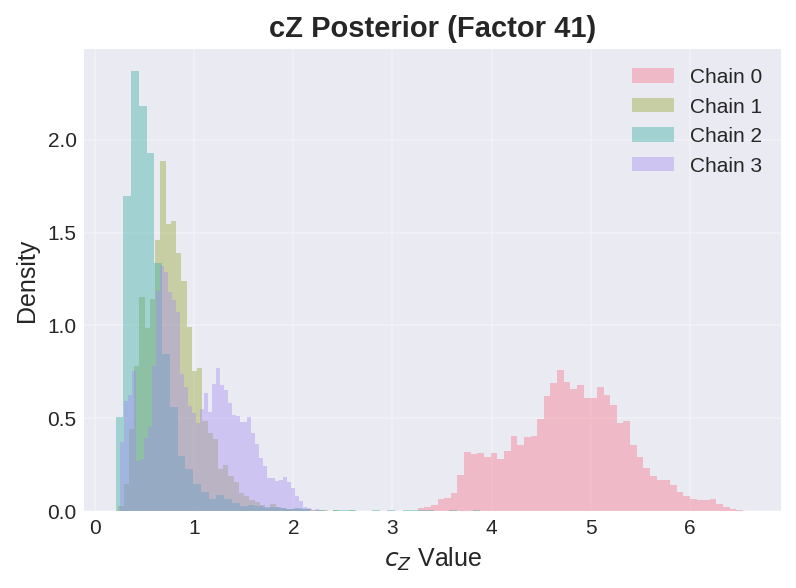 cZ Posterior (Factor 41)
Chain 0
Chain 1
Chain 2
Chain 3
Density
2.0
1.5
1.0
0.5
0.0
0 1 2 3 4 5 6
c_Z Value